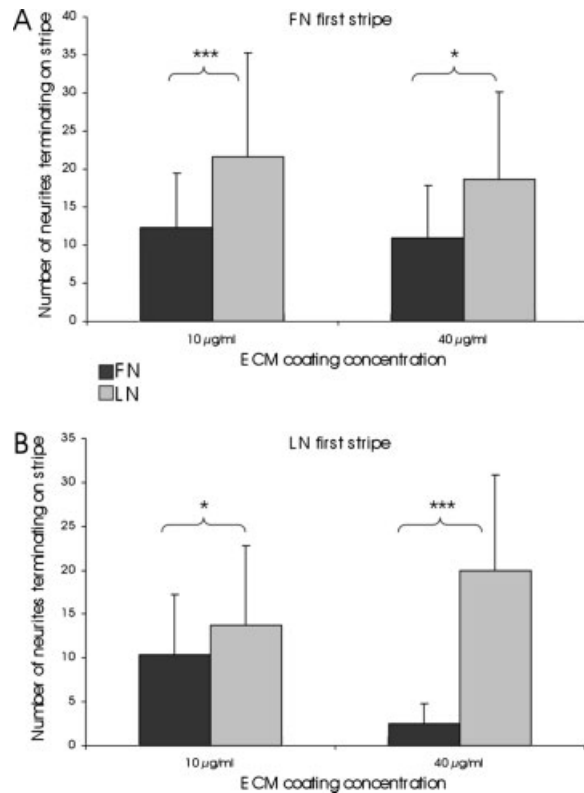 A
FN first stripe
Number of neurites terminating on stripe
40
35
30
25
20
15
10
5
0
***
*
10 µg/ml
40 µg/ml
ECM coating concentration
FN
LN
B
LN first stripe
Number of neurites terminating on stripe
35
30
25
20
15
10
5
0
*
***
10 µg/ml
40 µg/ml
ECM coating concentration